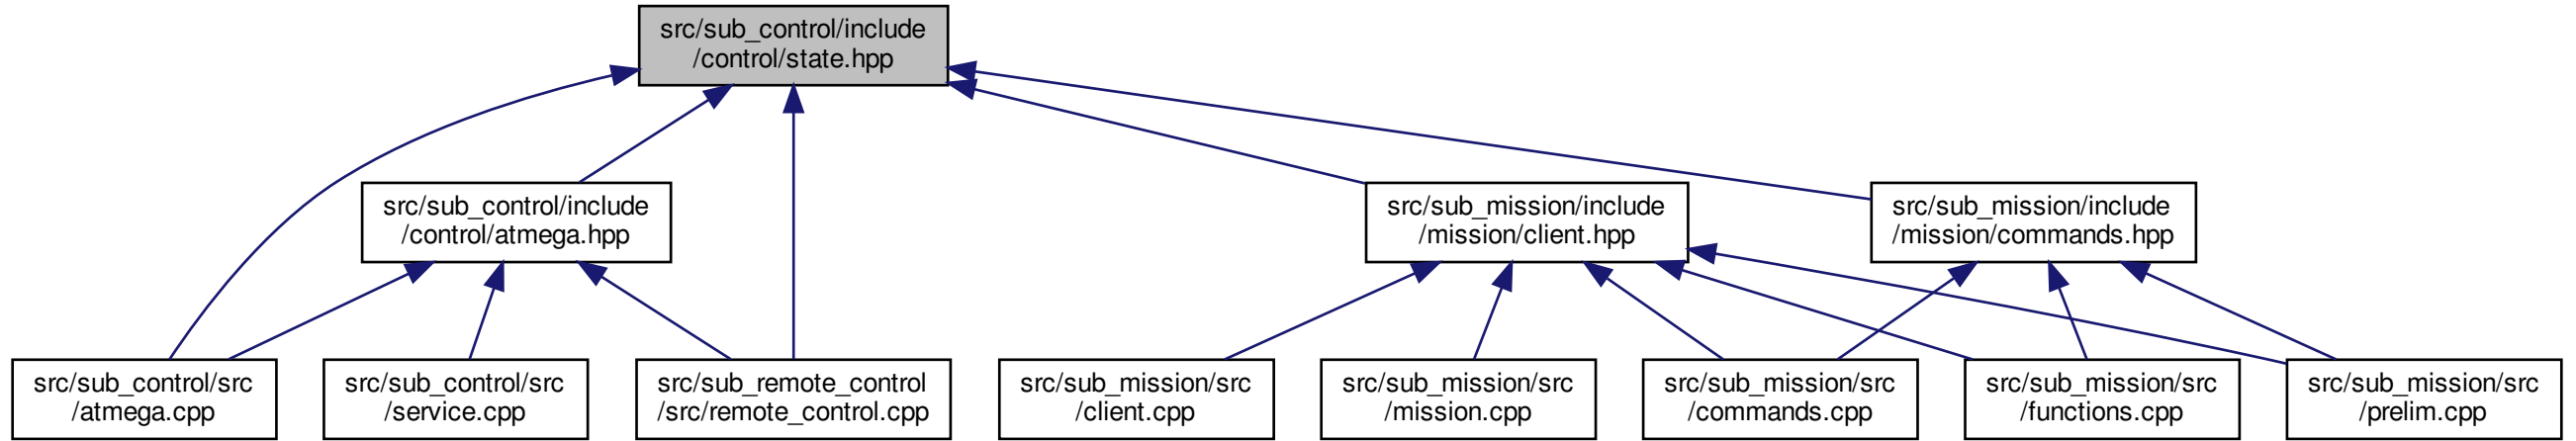 src/sub_control/include
/control/state.hpp
src/sub_control/include
/control/atmega.hpp
src/sub_mission/include
/mission/client.hpp
src/sub_mission/include
/mission/commands.hpp
src/sub_control/src
/atmega.cpp
src/sub_control/src
/service.cpp
src/sub_remote_control
/src/remote_control.cpp
src/sub_mission/src
/client.cpp
src/sub_mission/src
/mission.cpp
src/sub_mission/src
/commands.cpp
src/sub_mission/src
/functions.cpp
src/sub_mission/src
/prelim.cpp